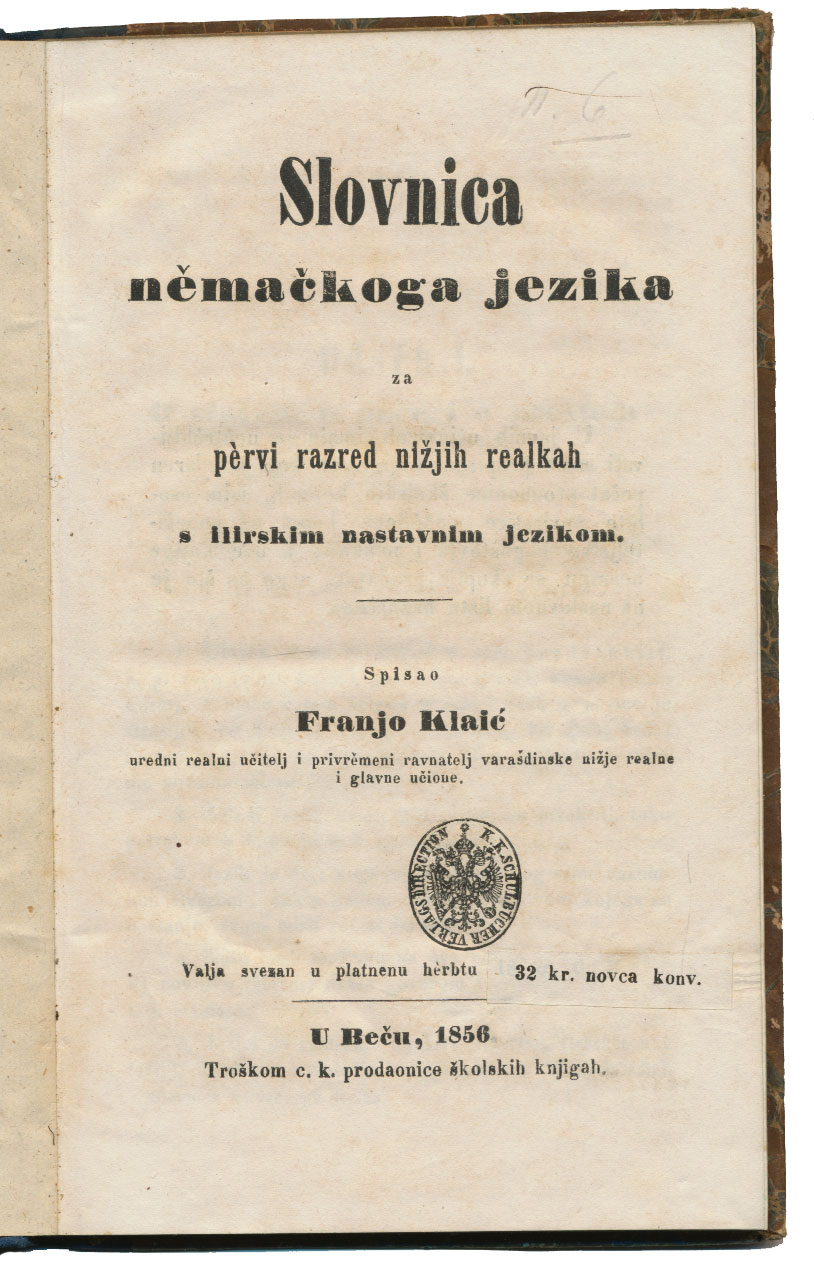 Slovnica
němačkoga jezika
za
pèrvi razred nižjih realkah
s ilirskim nastavnim jezikom.
Spisao
Franjo Klaić
uredni realni učitelj i privrěmeni ravnatelj varaśdinske nižje realne
i glavne učione.
K. K. SCHULBÜCHER VERLAGS DIRECTION
Valja svezan u platnenu hèrbtu 32 kr. novca konv.
U Beču, 1856
Troškom c. k. prodaonice školskih knjigah.